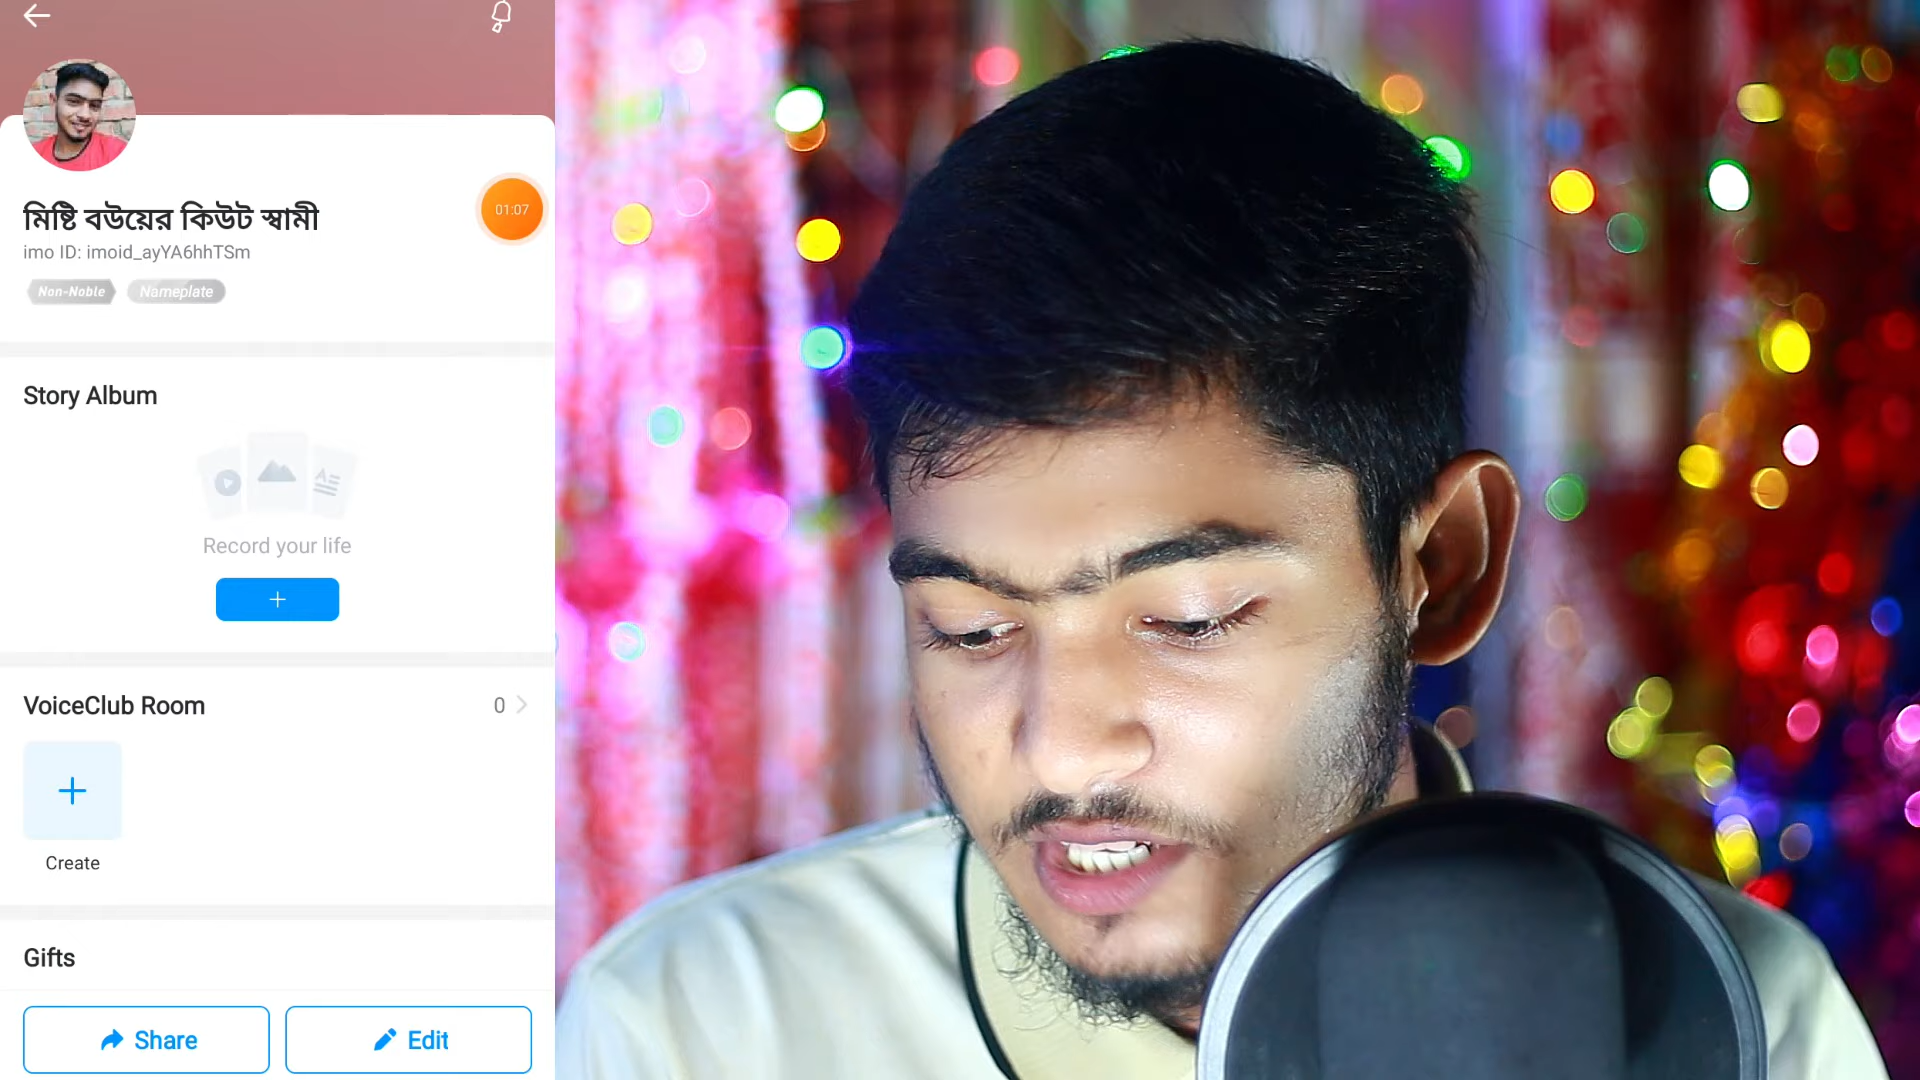 01:07
মিষ্টি বউয়ের কিউট স্বামী
imo ID: imoid_ayYA6hhTSm
Non-Noble Nameplate
Story Album
Record your life
VoiceClub Room 0
Create
Gifts
Share Edit